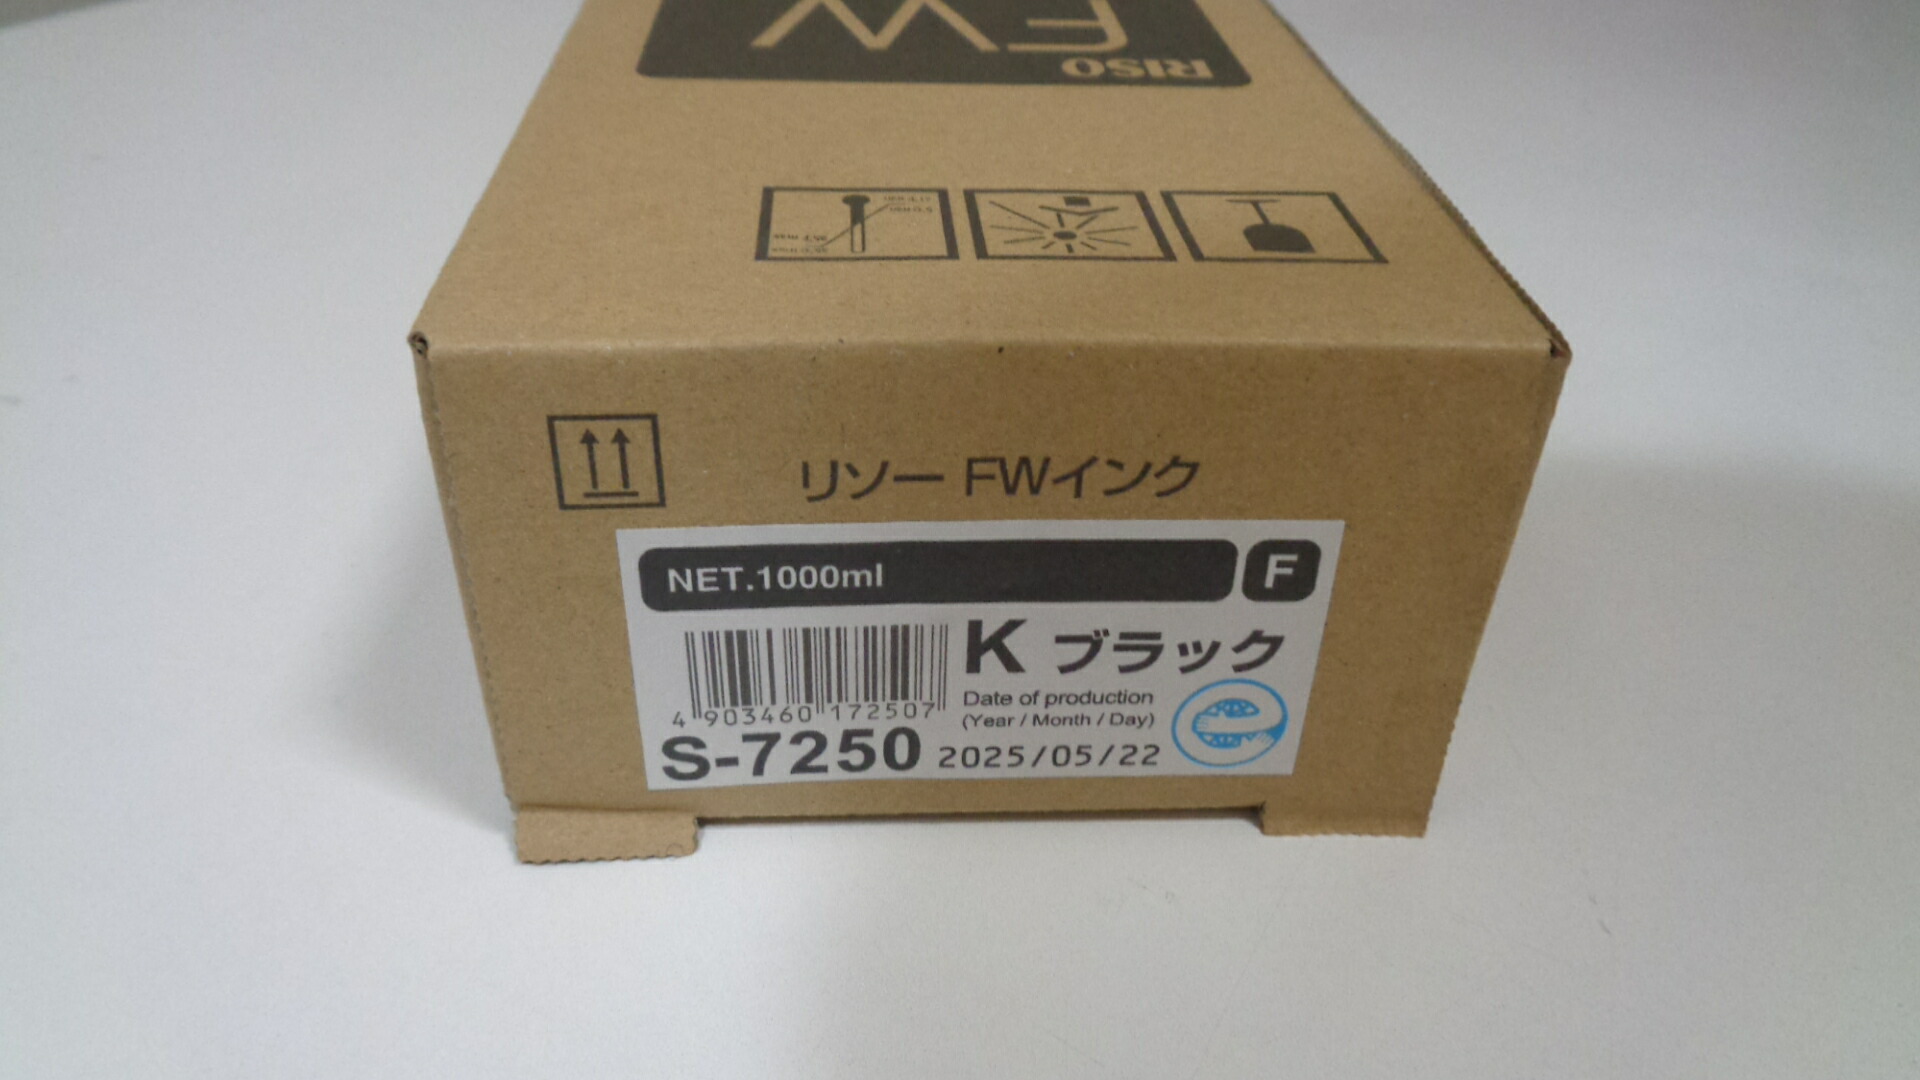 RISO
FW
リソー FWインク
NET.1000ml
F
K ブラック
4 903460 172507
Date of production
(Year / Month / Day)
S-7250
2025/05/22